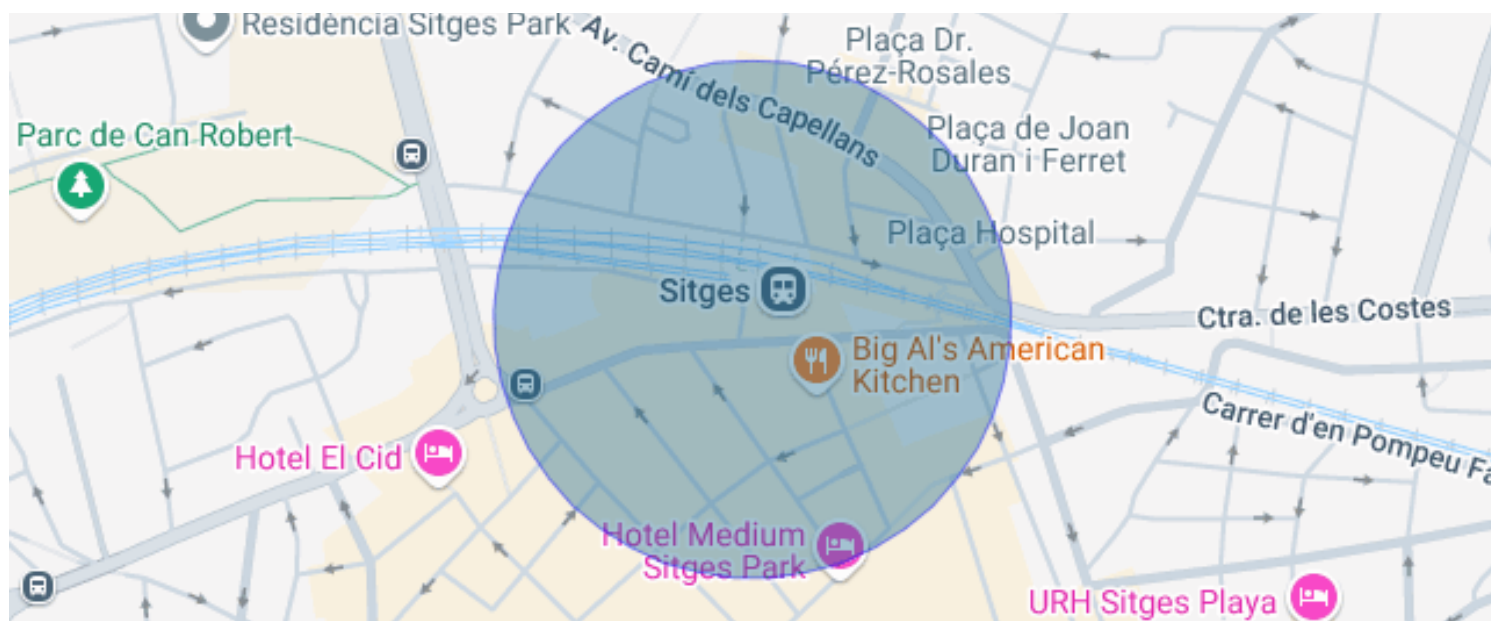 Residència Sitges Park
Av. Camí dels Capellans
Plaça Dr.
Pérez-Rosales
Parc de Can Robert
Plaça de Joan
Duran i Ferret
Plaça Hospital
Sitges
Ctra. de les Costes
Big Al's American
Kitchen
Carrer d'en Pompeu Fa
Hotel El Cid
Hotel Medium
Sitges Park
URH Sitges Playa